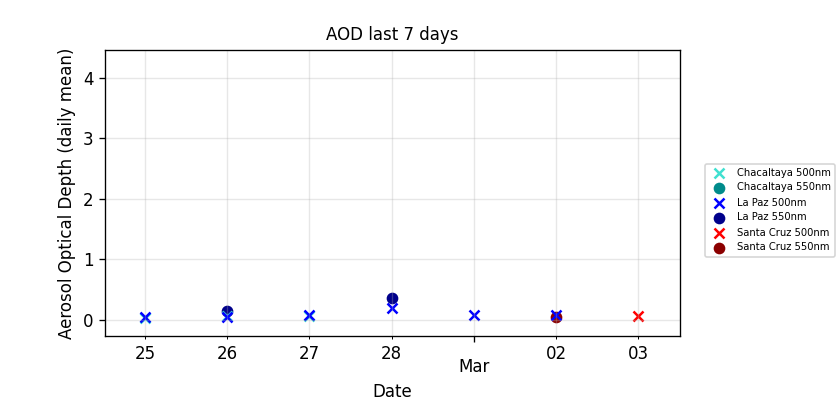 AOD last 7 days
Aerosol Optical Depth (daily mean)
4
3
2
1
0
25
26
27
28
Mar
02
03
Date
Chacaltaya 500nm
Chacaltaya 550nm
La Paz 500nm
La Paz 550nm
Santa Cruz 500nm
Santa Cruz 550nm